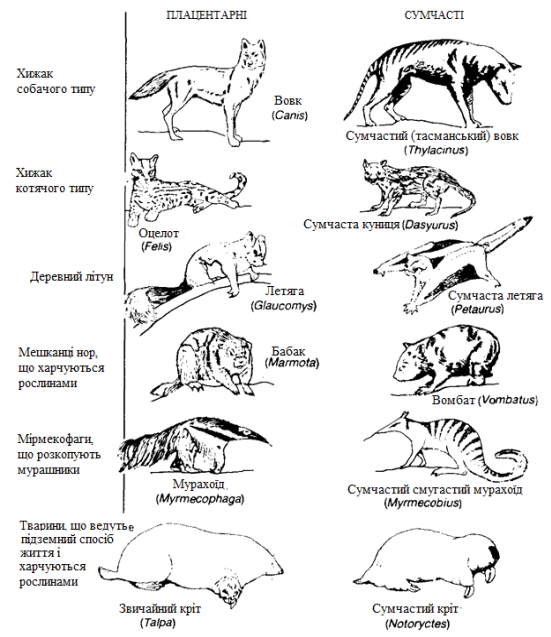 ПЛАЦЕНТАРНІ
СУМЧАСТІ
Хижак
собачого типу
Вовк
(Canis)
Сумчастий (тасманський) вовк
(Thylacinus)
Хижак
котячого типу
Оцелот
(Felis)
Сумчаста куниця (Dasyurus)
Деревний літун
Летяга
(Glaucomys)
Сумчаста летяга
(Petaurus)
Мешканці нор,
що харчуються
рослинами
Бабак
(Marmota)
Вомбат (Vombatus)
Мірмекофаги,
що розкопують
мурашники
Мурахоїд
(Myrmecophaga)
Сумчастий смугастий мурахоїд
(Myrmecobius)
Тварини, що ведуть
підземний спосіб
життя і
харчуються
рослинами
Звичайний кріт
(Talpa)
Сумчастий кріт
(Notoryctes)